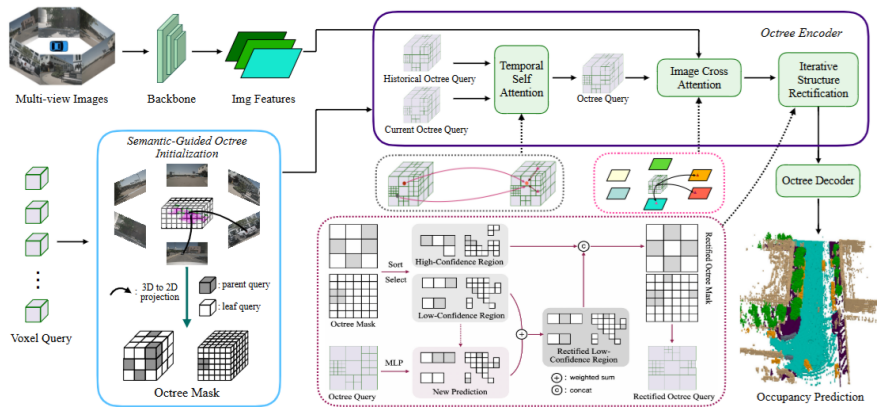 Multi-view Images
Backbone
Img Features
Octree Encoder
Historical Octree Query
Current Octree Query
Temporal
Self
Attention
Octree Query
Image Cross
Attention
Iterative
Structure
Rectification
Octree Decoder
Occupancy Prediction
Semantic-Guided Octree
Initialization
Voxel Query
: 3D to 2D
projection
: parent query
: leaf query
Octree Mask
Octree Mask
Sort
Select
High-Confidence Region
Low-Confidence Region
Octree Query
MLP
New Prediction
Rectified Low-
Confidence Region
+ : weighted sum
c : concat
C
+
Rectified Octree Mask
Rectified Octree Query